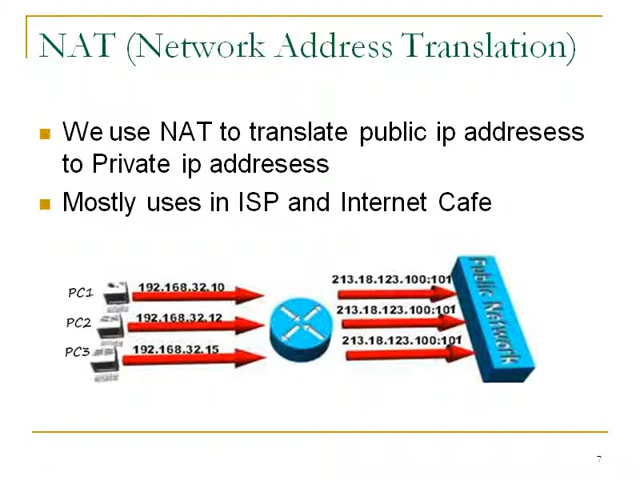 NAT (Network Address Translation)
We use NAT to translate public ip addresess
to Private ip addresess
Mostly uses in ISP and Internet Cafe
PC1
192.168.32.10
213.18.123.100:101
PC2
192.168.32.12
213.18.123.100:101
PC3
192.168.32.15
213.18.123.100:101
Public Network
7